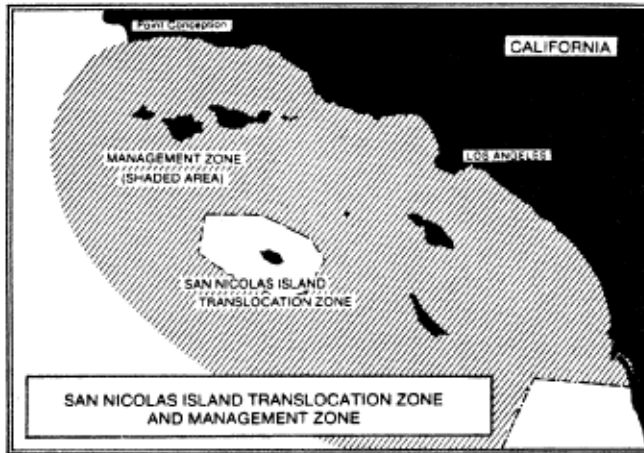 Point Conception
CALIFORNIA
LOS ANGELES
MANAGEMENT ZONE
(SHADED AREA)
SAN NICOLAS ISLAND
TRANSLOCATION ZONE
SAN NICOLAS ISLAND TRANSLOCATION ZONE
AND MANAGEMENT ZONE